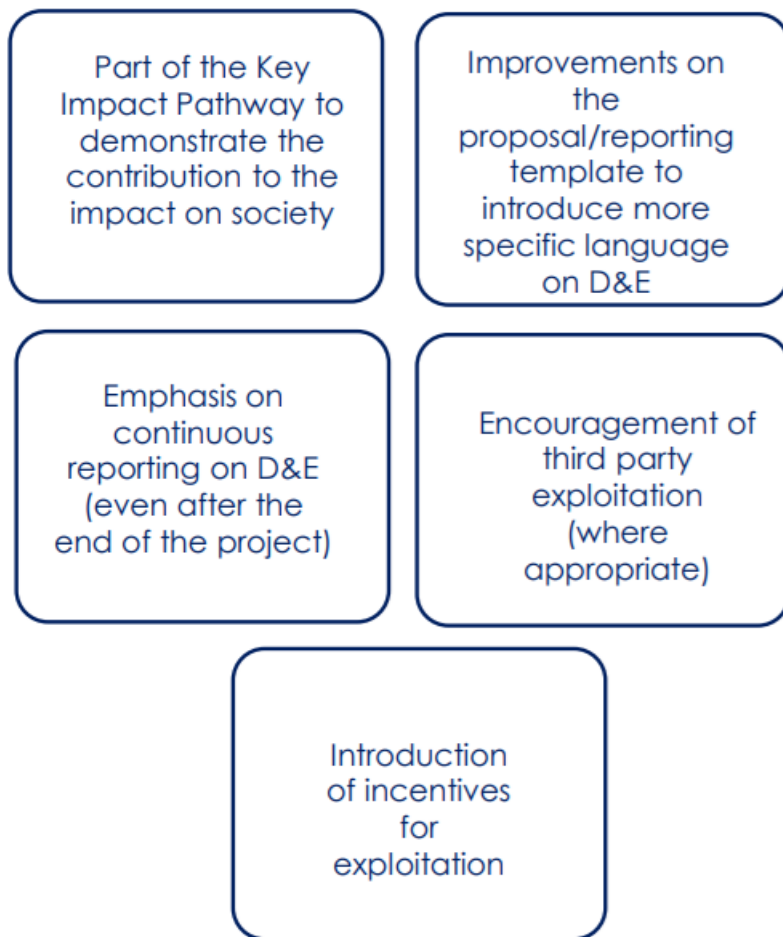 Part of the Key
Impact Pathway to
demonstrate the
contribution to the
impact on society
Improvements on
the
proposal/reporting
template to
introduce more
specific language
on D&E
Emphasis on
continuous
reporting on D&E
(even after the
end of the project)
Encouragement of
third party
exploitation
(where
appropriate)
Introduction
of incentives
for
exploitation